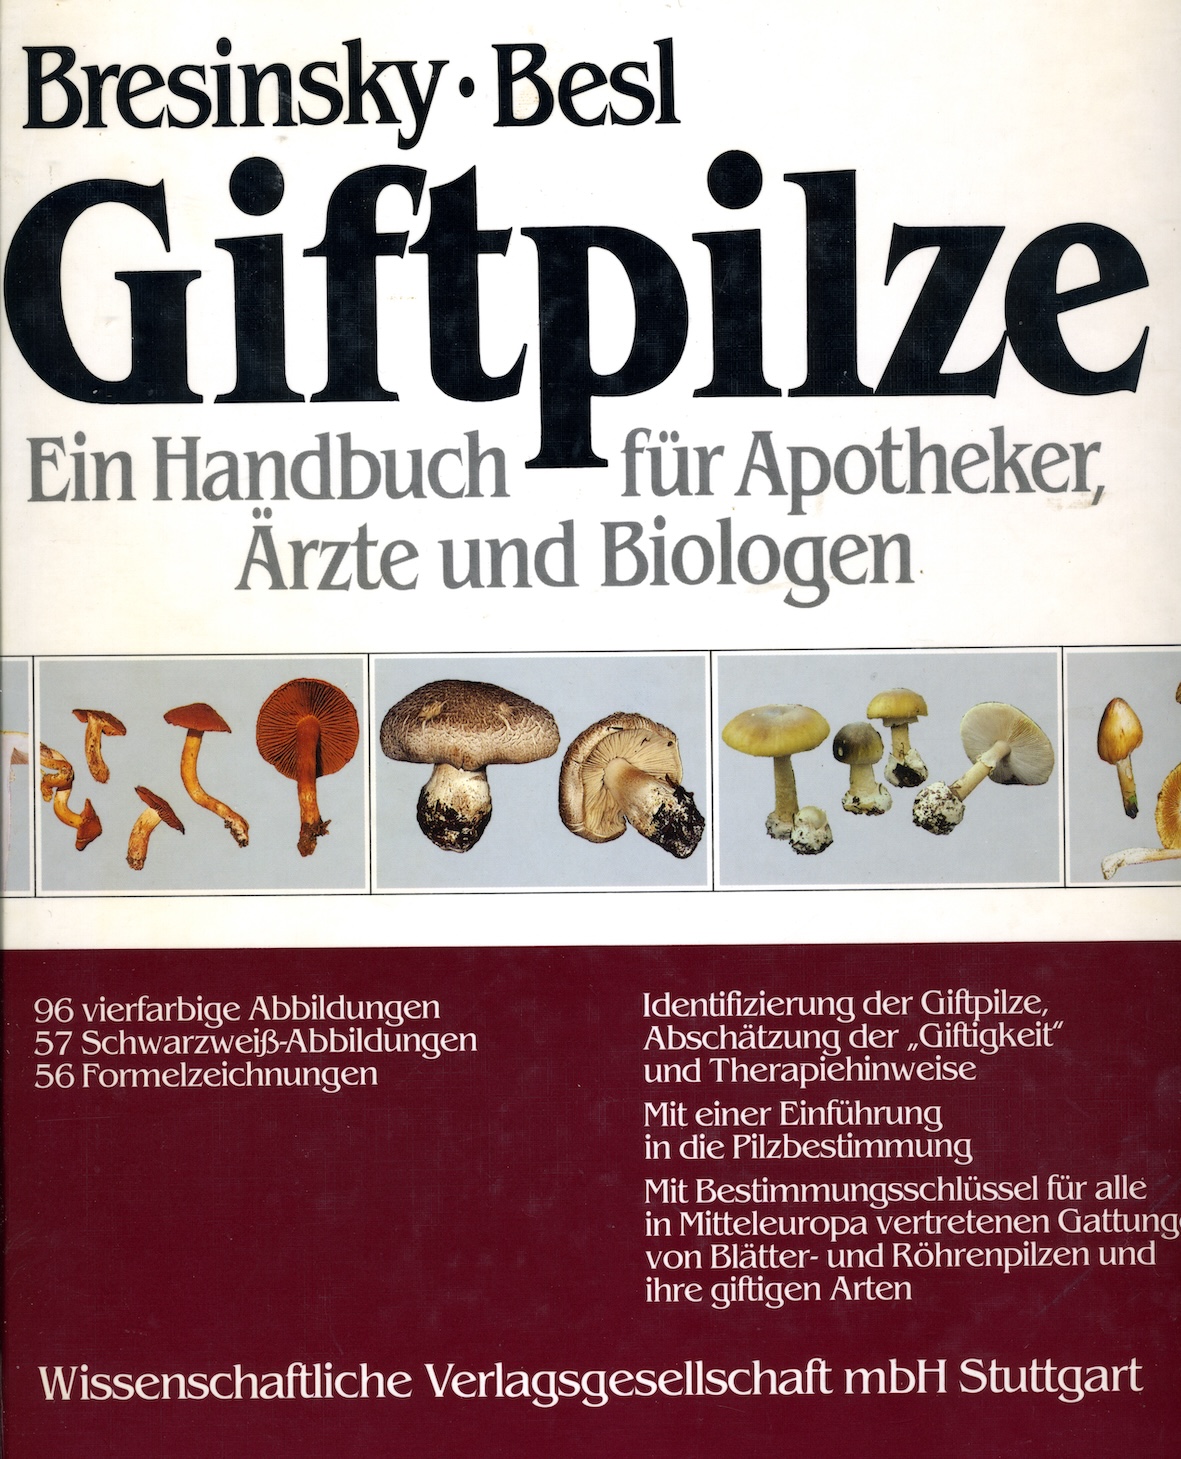 Bresinsky · Besl
Giftpilze
Ein Handbuch für Apotheker,
Ärzte und Biologen
96 vierfarbige Abbildungen
57 Schwarzweiß-Abbildungen
56 Formelzeichnungen
Identifizierung der Giftpilze,
Abschätzung der „Giftigkeit“
und Therapiehinweise
Mit einer Einführung
in die Pilzbestimmung
Mit Bestimmungsschlüssel für alle
in Mitteleuropa vertretenen Gattung
von Blätter- und Röhrenpilzen und
ihre giftigen Arten
Wissenschaftliche Verlagsgesellschaft mbH Stuttgart